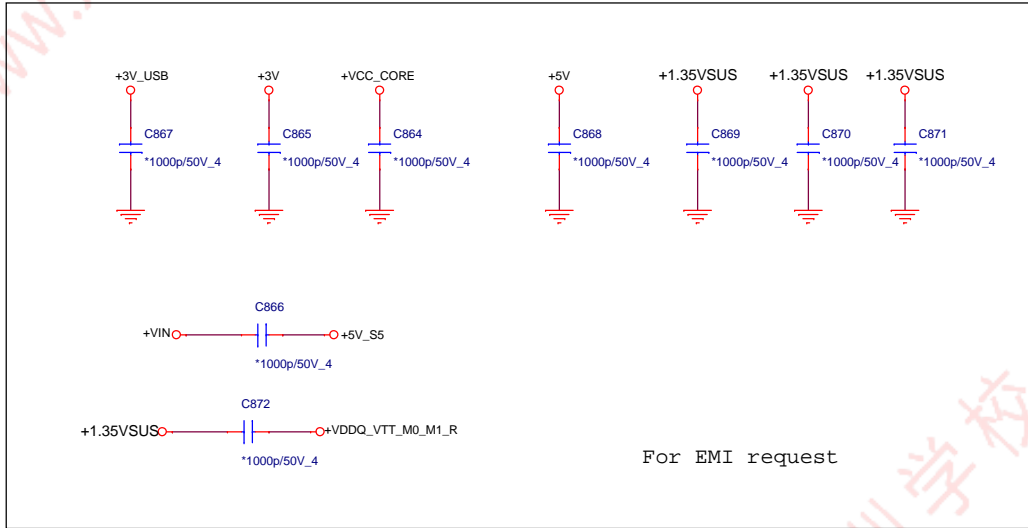 +3V_USB
+3V
+VCC_CORE
+5V
+1.35VSUS
+1.35VSUS
+1.35VSUS
C867
*1000p/50V_4
C865
*1000p/50V_4
C864
*1000p/50V_4
C868
*1000p/50V_4
C869
*1000p/50V_4
C870
*1000p/50V_4
C871
*1000p/50V_4
C866
+VIN
+5V_S5
*1000p/50V_4
C872
+1.35VSUS
+VDDQ_VTT_M0_M1_R
*1000p/50V_4
For EMI request
学校